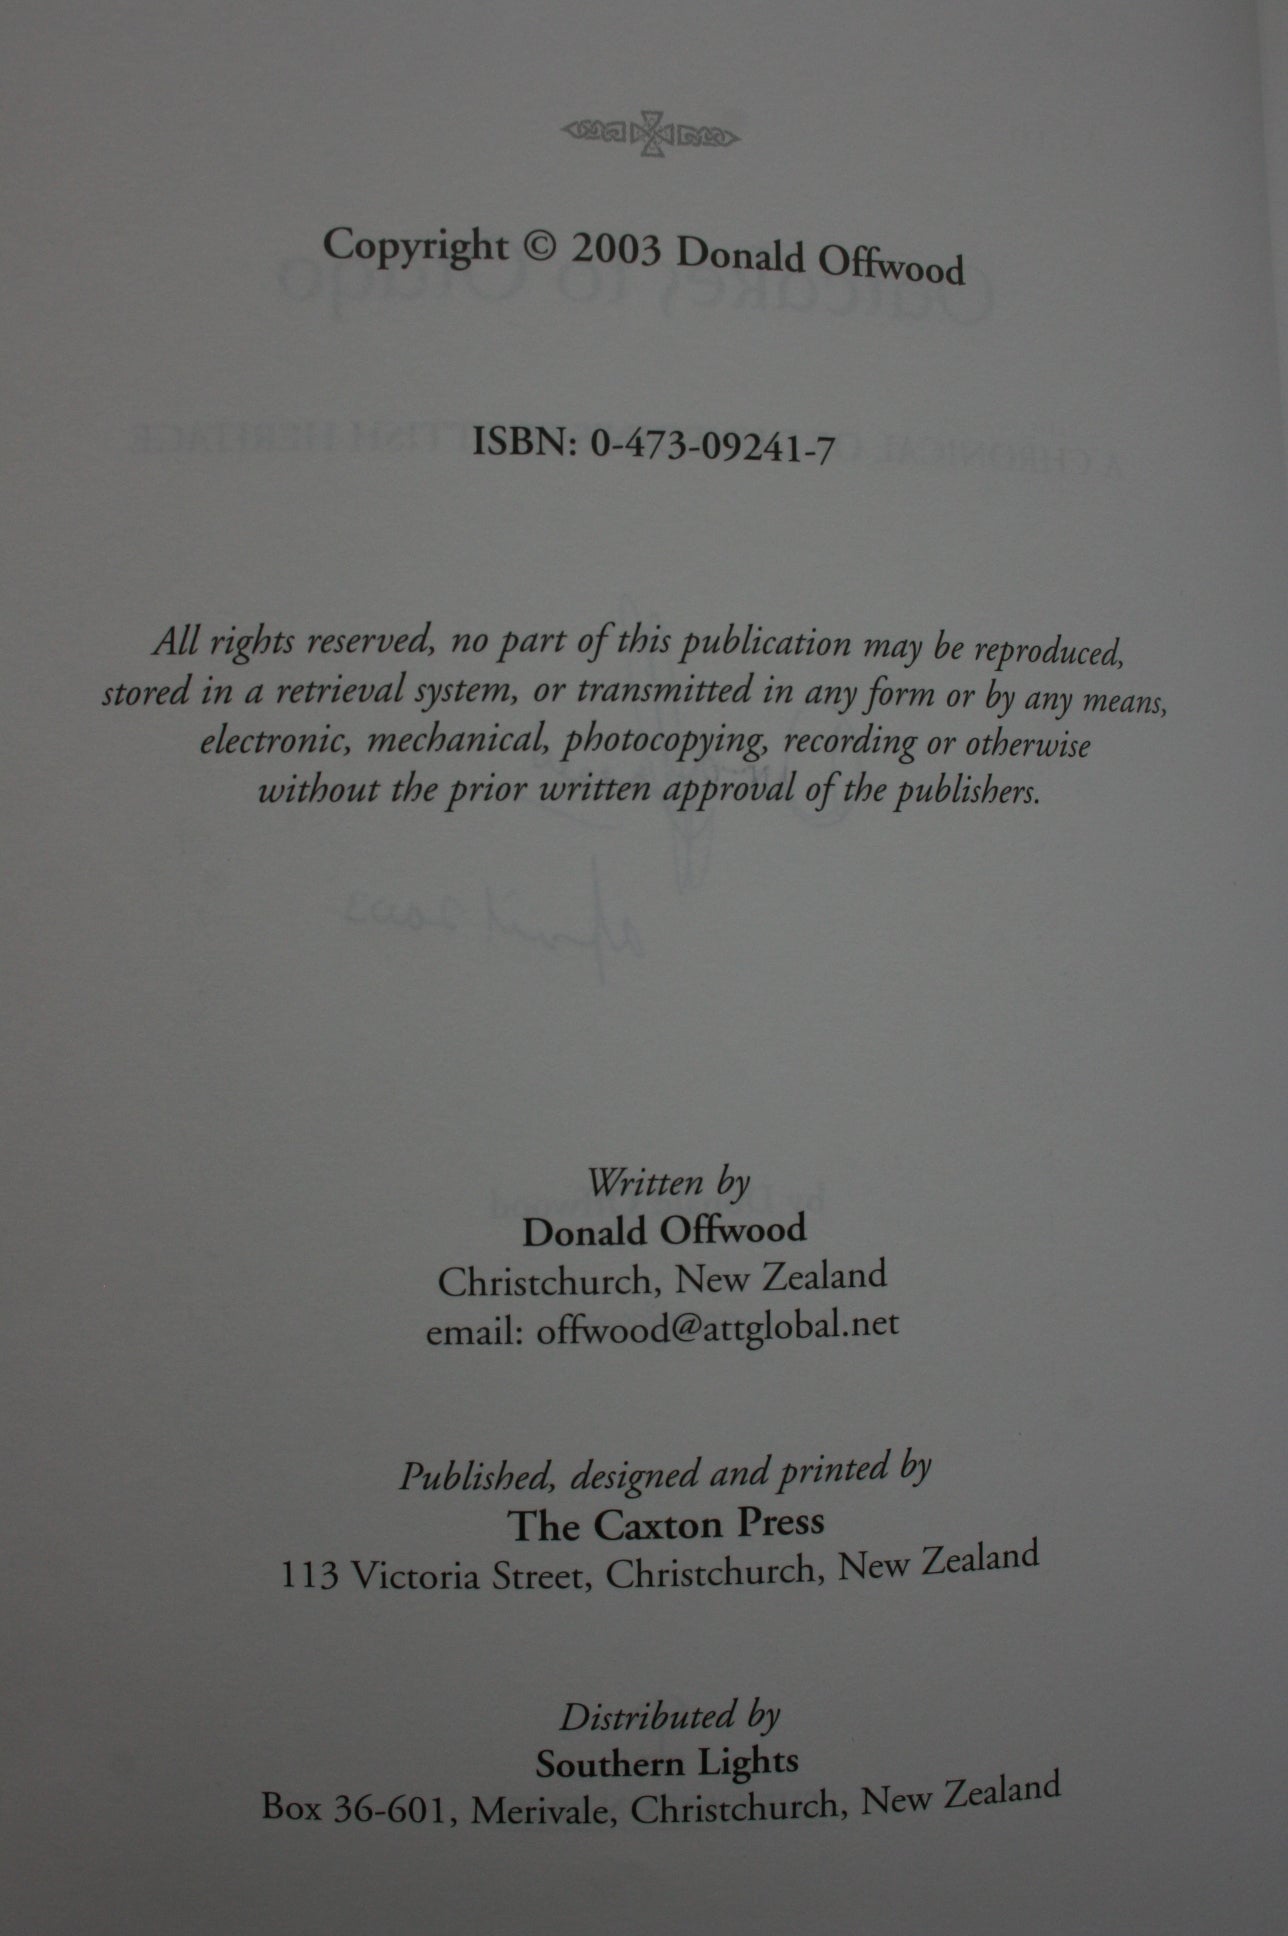 Copyright © 2003 Donald Offwood
ISBN: 0-473-09241-7
All rights reserved, no part of this publication may be reproduced,
stored in a retrieval system, or transmitted in any form or by any means,
electronic, mechanical, photocopying, recording or otherwise
without the prior written approval of the publishers.
Written by
Donald Offwood
Christchurch, New Zealand
email: offwood@attglobal.net
Published, designed and printed by
The Caxton Press
113 Victoria Street, Christchurch, New Zealand
Distributed by
Southern Lights
Box 36-601, Merivale, Christchurch, New Zealand